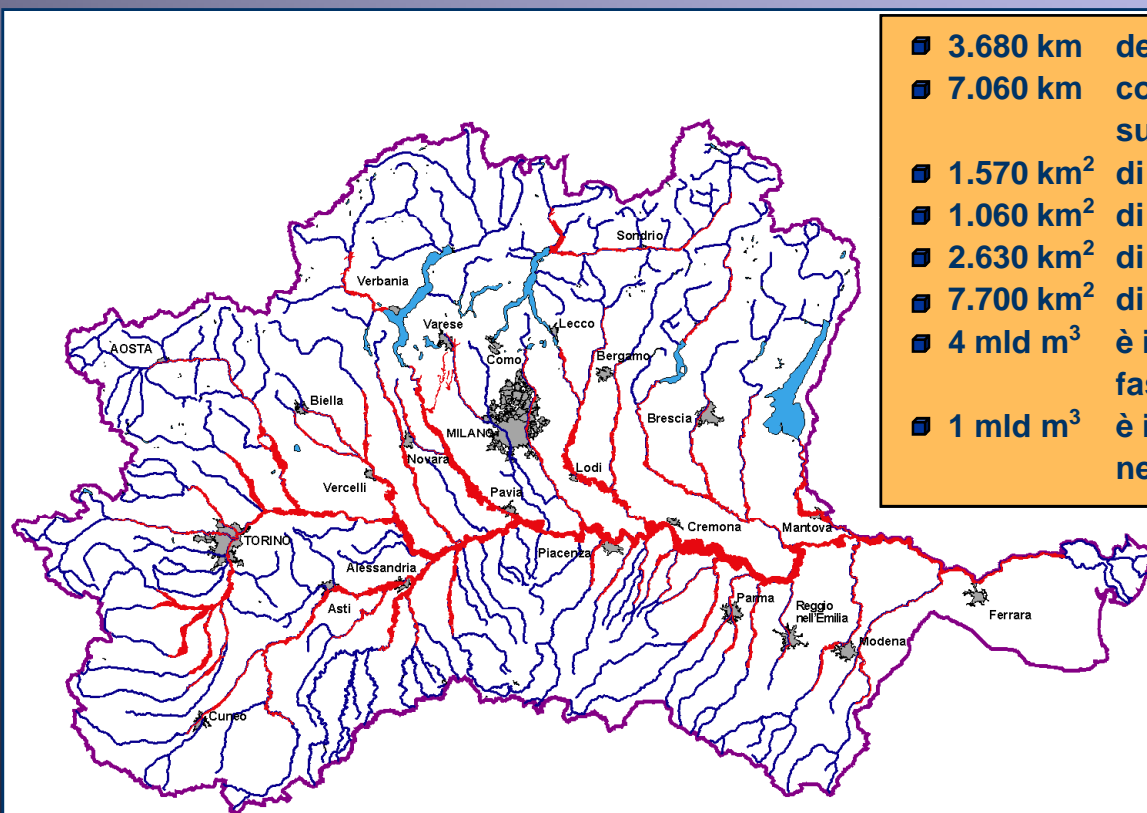 3.680 km de
7.060 km co
su
1.570 km² di
1.060 km² di
2.630 km² di
7.700 km² di
4 mld m³ è i
fas
1 mld m³ è i
ne
Sondrio
Verbania
Varese
Lecco
AOSTA
Como
Bergamo
Biella
Brescia
MILANO
Novara
Lodi
Vercelli
Pavia
Cremona
Mantova
TORINO
Piacenza
Alessandria
Asti
Parma
Reggio
nell'Emilia
Ferrara
Modena
Cuneo